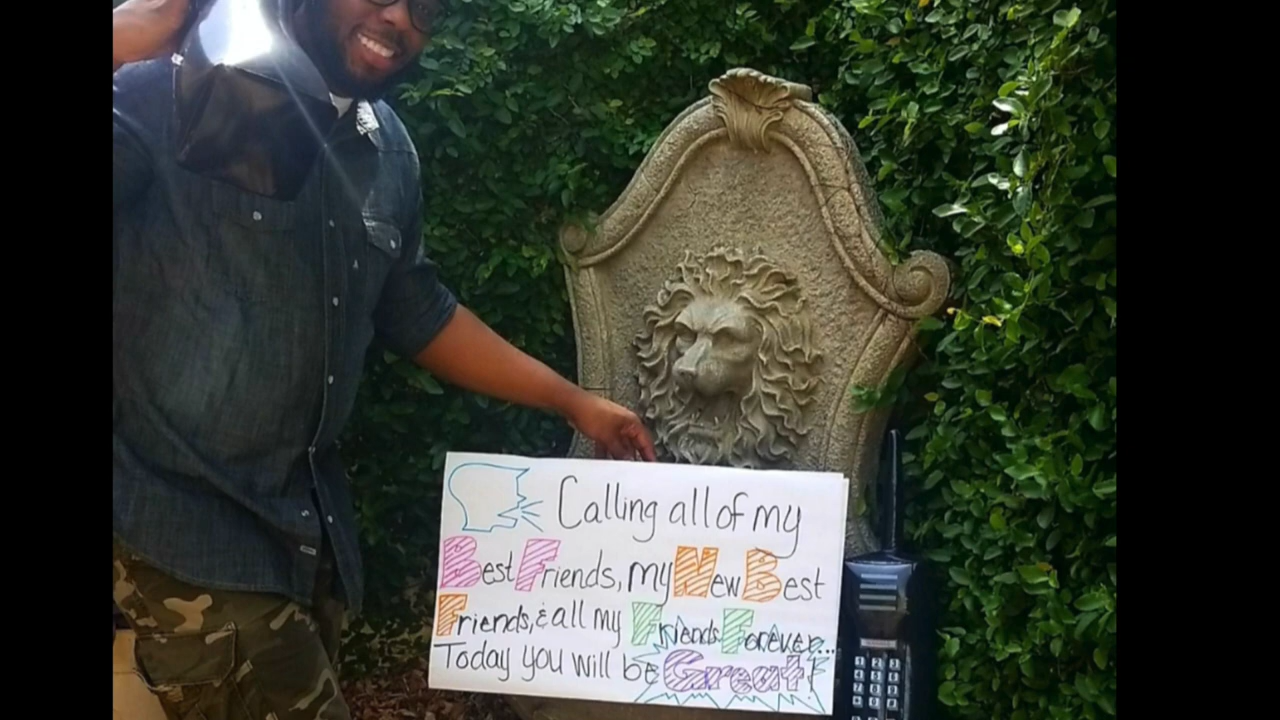 Calling all of my
Best Friends, my New Best
Friends, & all my Friends Forever...
Today you will be Great!